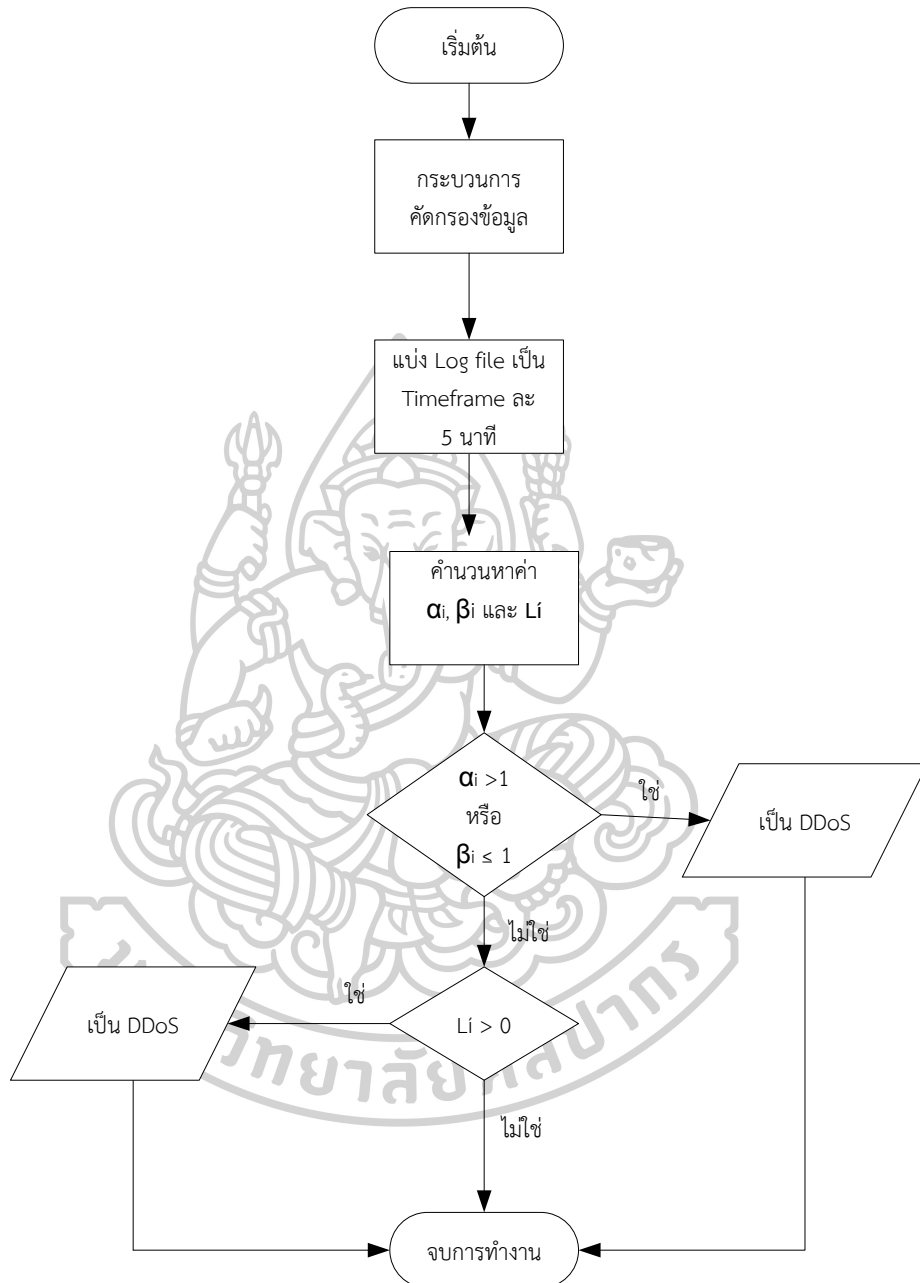 เริ่มต้น
กระบวนการ
คัดกรองข้อมูล
แบ่ง Log file เป็น
Timeframe ละ
5 นาที
คำนวนหาค่า
αi, βi และ Lí
αi >1
หรือ
βi ≤ 1
ใช่
เป็น DDoS
ไม่ใช่
Lí > 0
ใช่
เป็น DDoS
ไม่ใช่
จบการทำงาน